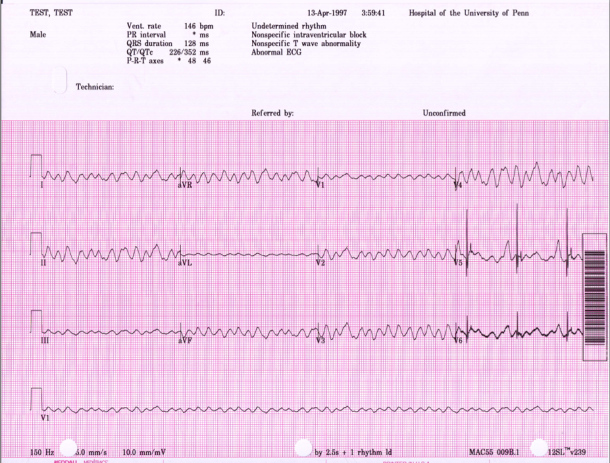 TEST, TEST ID: 13-Apr-1997 3:59:41 Hospital of the University of Penn
Vent. rate 146 bpm Undetermined rhythm
Male PR interval * ms Nonspecific intraventricular block
QRS duration 128 ms Nonspecific T wave abnormality
QT/QTc 226/352 ms Abnormal ECG
P-R-T axes * 48 46
Technician:
Referred by: Unconfirmed
I aVR V1 V4
II aVL V2 V5
III aVF V3 V6
V1
150 Hz 10.0 mm/mV by 2.5s + 1 rhythm ld MAC55 009B.1 12SL™v239